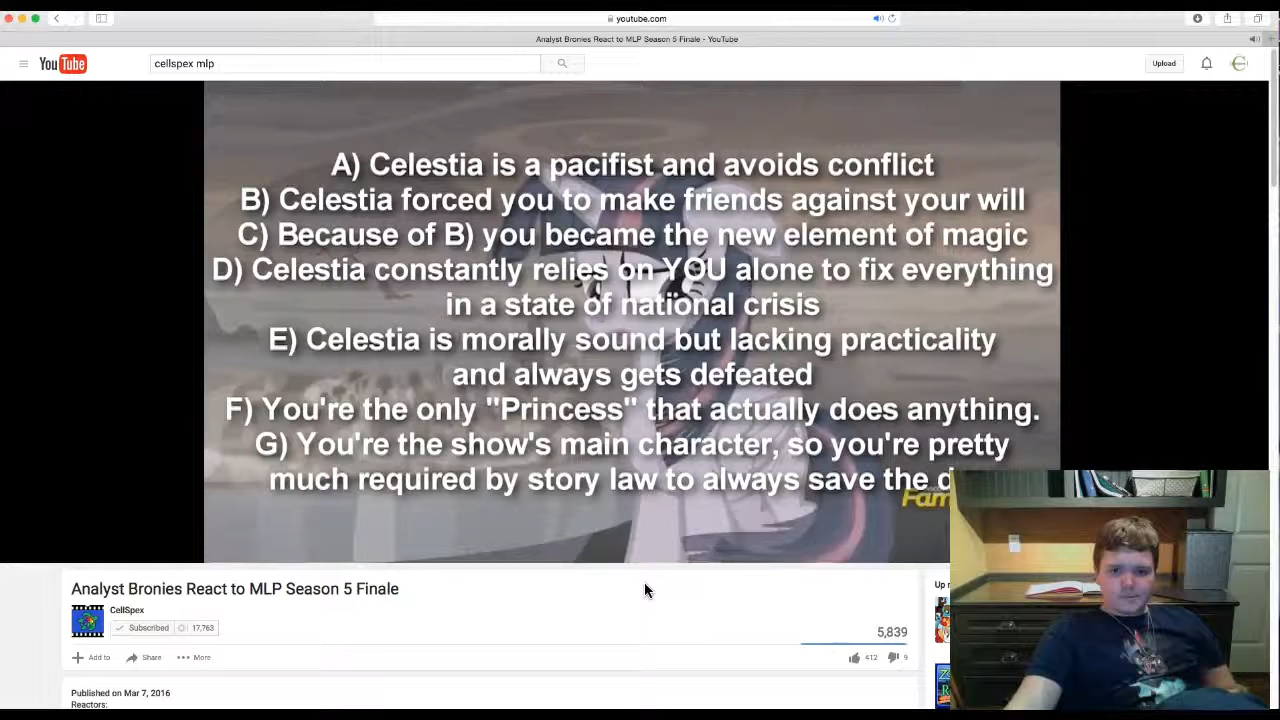 youtube.com
Analyst Bronies React to MLP Season 5 Finale - YouTube
YouTube
cellspex mlp
Upload
A) Celestia is a pacifist and avoids conflict
B) Celestia forced you to make friends against your will
C) Because of B) you became the new element of magic
D) Celestia constantly relies on YOU alone to fix everything
in a state of national crisis
E) Celestia is morally sound but lacking practicality
and always gets defeated
F) You're the only "Princess" that actually does anything.
G) You're the show's main character, so you're pretty
much required by story law to always save the d
Fam
Analyst Bronies React to MLP Season 5 Finale
CellSpex
Subscribed 17,763
5,839
Add to Share More
412 9
Published on Mar 7, 2016
Reactors:
Up n